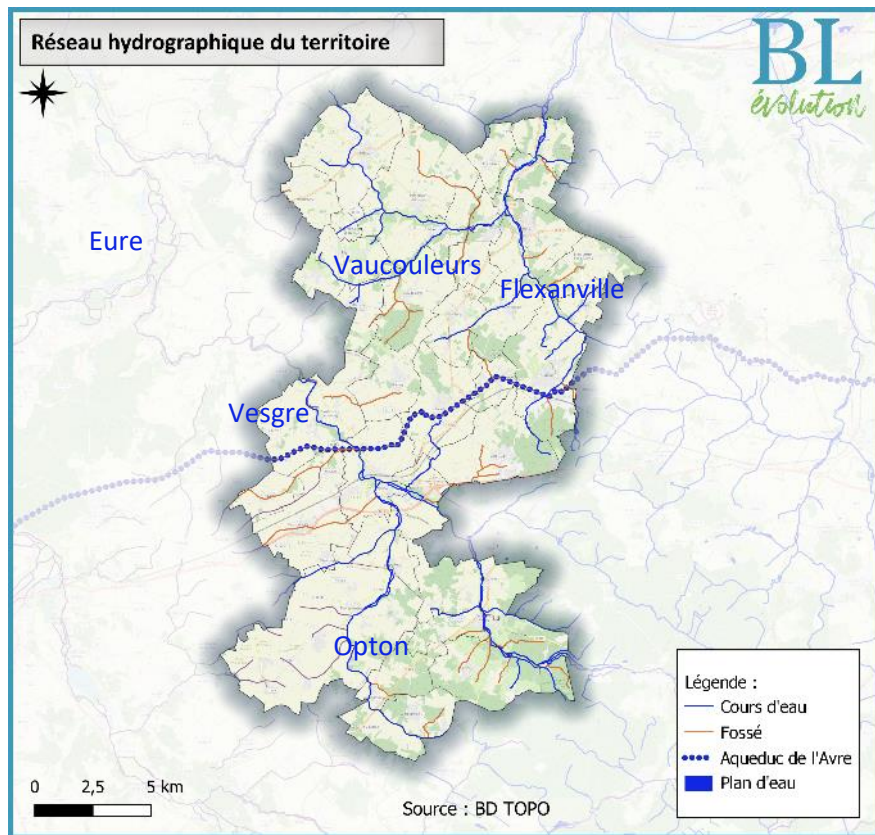 Réseau hydrographique du territoire
BL
évolution
Eure
Vaucouleurs
Flexanville
Vesgre
Opton
Légende :
Cours d'eau
Fossé
Aqueduc de l'Avre
Plan d'eau
0 2,5 5 km
Source : BD TOPO